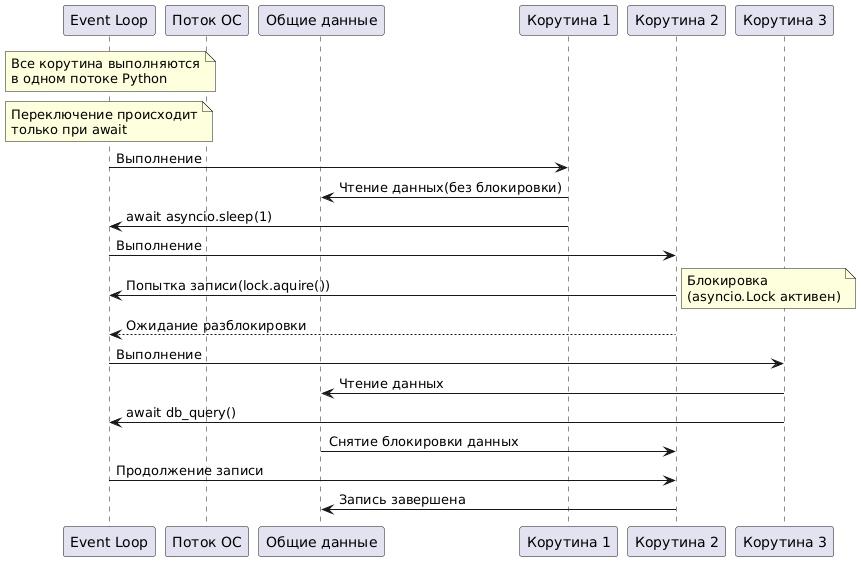 Event Loop
Поток ОС
Общие данные
Корутина 1
Корутина 2
Корутина 3
Все корутина выполняются
в одном потоке Python
Переключение происходит
только при await
Выполнение
Чтение данных(без блокировки)
await asyncio.sleep(1)
Выполнение
Блокировка
(asyncio.Lock активен)
Попытка записи(lock.aquire())
Ожидание разблокировки
Выполнение
Чтение данных
await db_query()
Снятие блокировки данных
Продолжение записи
Запись завершена
Event Loop
Поток ОС
Общие данные
Корутина 1
Корутина 2
Корутина 3